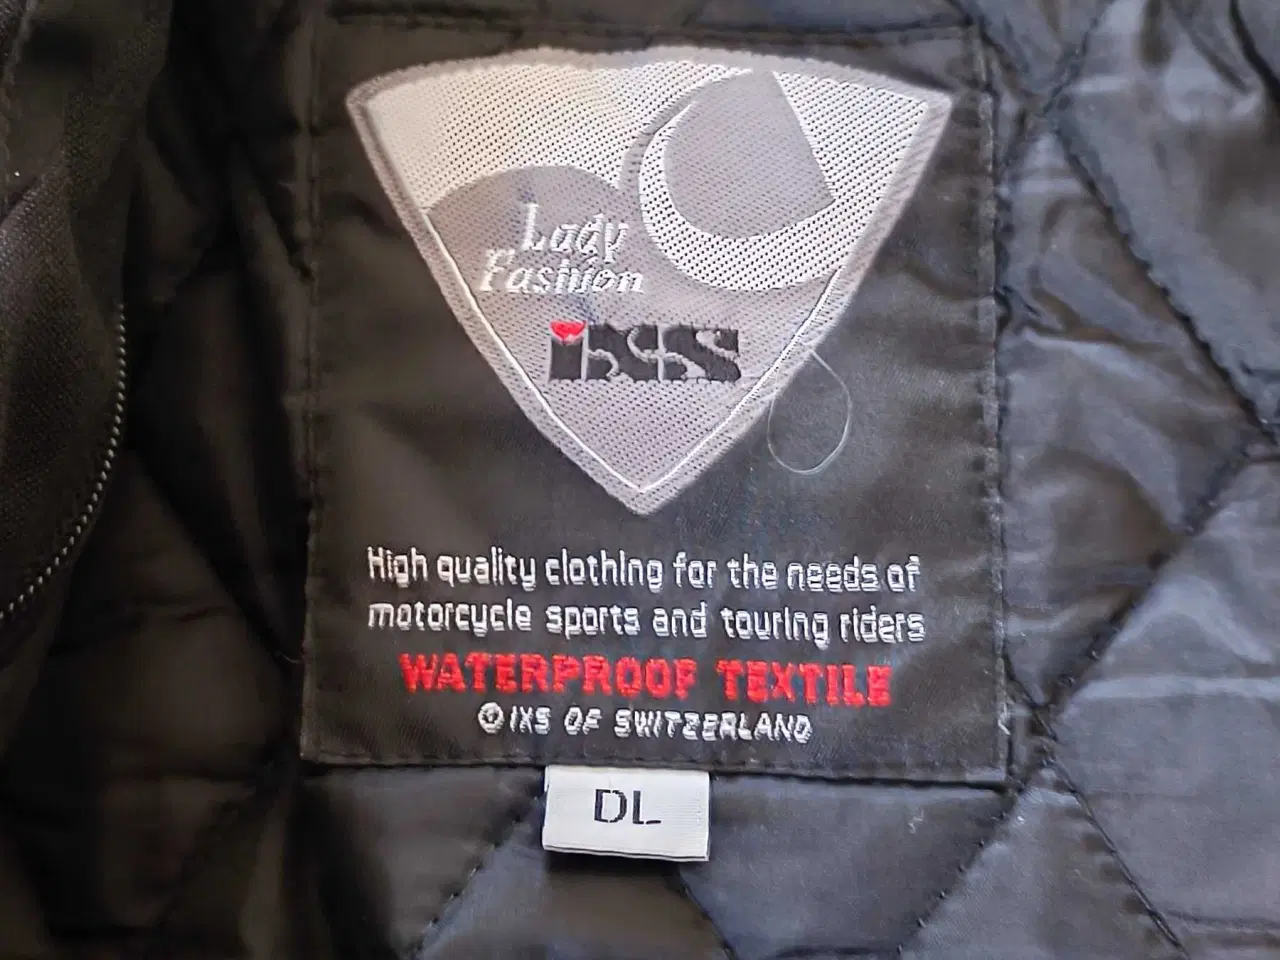 Lady
Fashion
iXS
High quality clothing for the needs of
motorcycle sports and touring riders
WATERPROOF TEXTILE
© IXS OF SWITZERLAND
DL